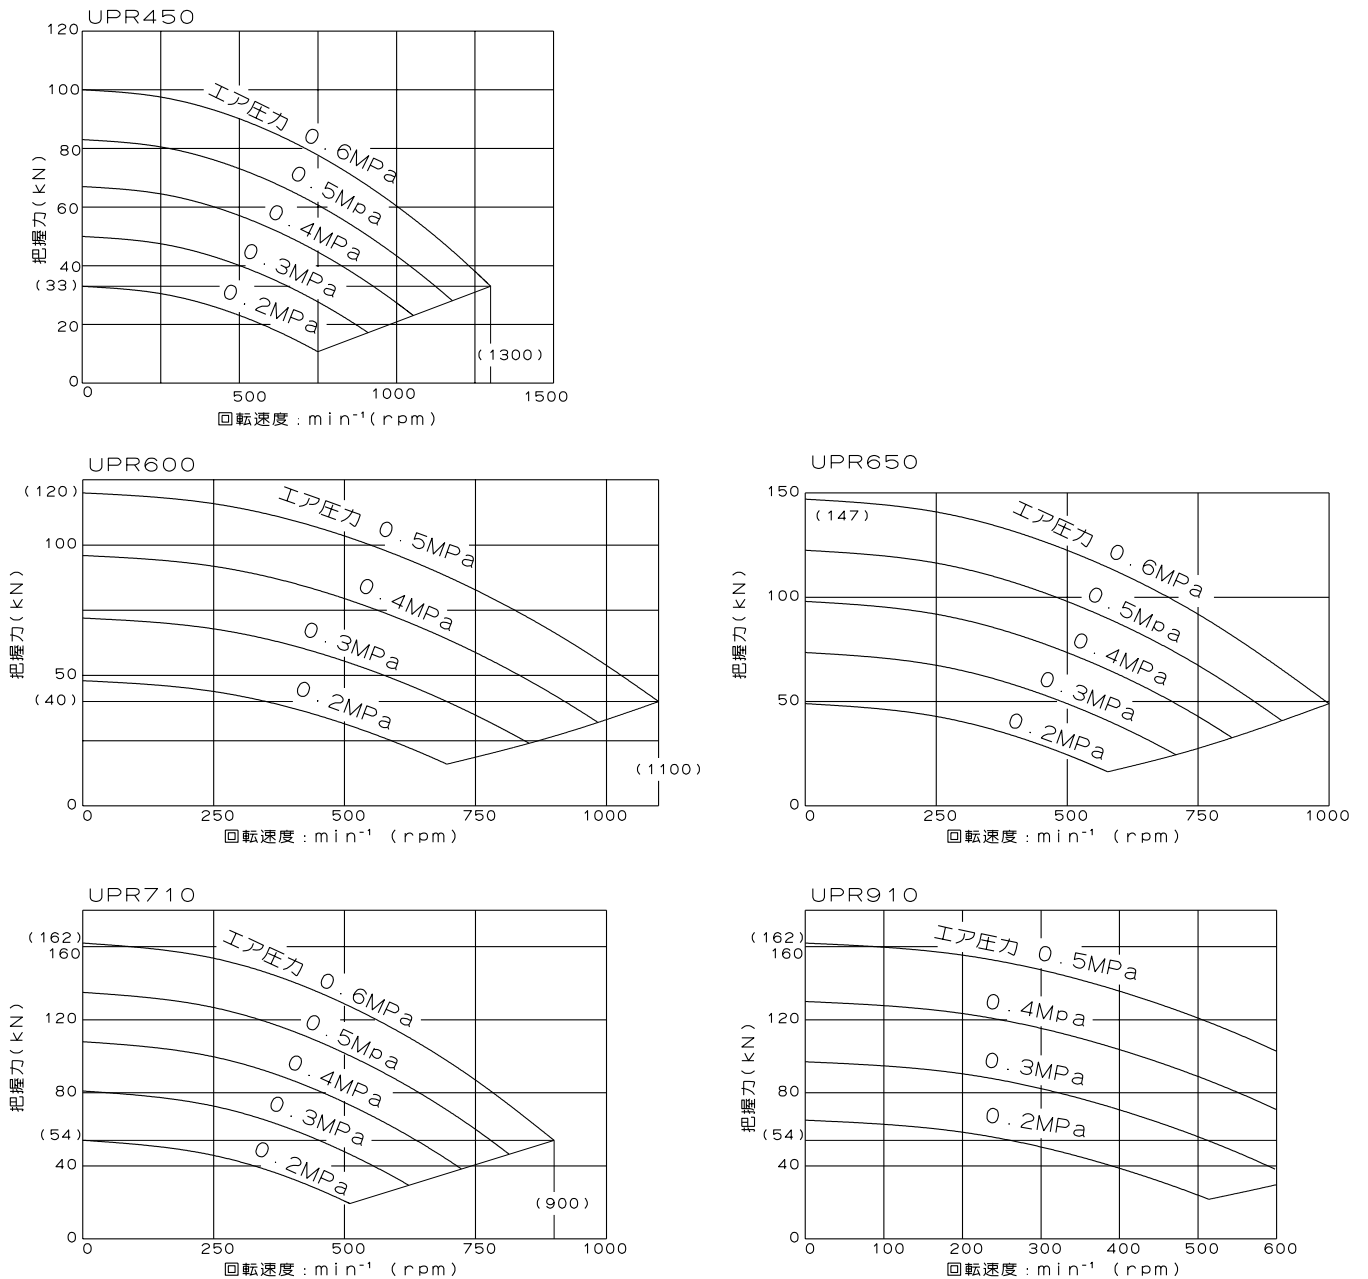 UPR450
120
100
80
60
40
(33)
20
0
把握力(kN)
エア圧力 0.6MPa
0.5Mpa
0.4MPa
0.3MPa
0.2MPa
(1300)
0 500 1000 1500
回転速度:min⁻¹(rpm)
UPR600
(120)
100
50
(40)
0
把握力(kN)
エア圧力 0.5MPa
0.4MPa
0.3MPa
0.2MPa
(1100)
0 250 500 750 1000
回転速度:min⁻¹ (rpm)
UPR650
150
(147)
100
50
0
把握力(kN)
エア圧力 0.6MPa
0.5Mpa
0.4MPa
0.3MPa
0.2MPa
0 250 500 750 1000
回転速度:min⁻¹ (rpm)
UPR710
(162)
160
120
80
(54)
40
0
把握力(kN)
エア圧力 0.6MPa
0.5Mpa
0.4MPa
0.3MPa
0.2MPa
(900)
0 250 500 750 1000
回転速度:min⁻¹ (rpm)
UPR910
(162)
160
120
80
(54)
40
0
把握力(kN)
エア圧力 0.5MPa
0.4Mpa
0.3MPa
0.2MPa
0 100 200 300 400 500 600
回転速度:min⁻¹ (rpm)